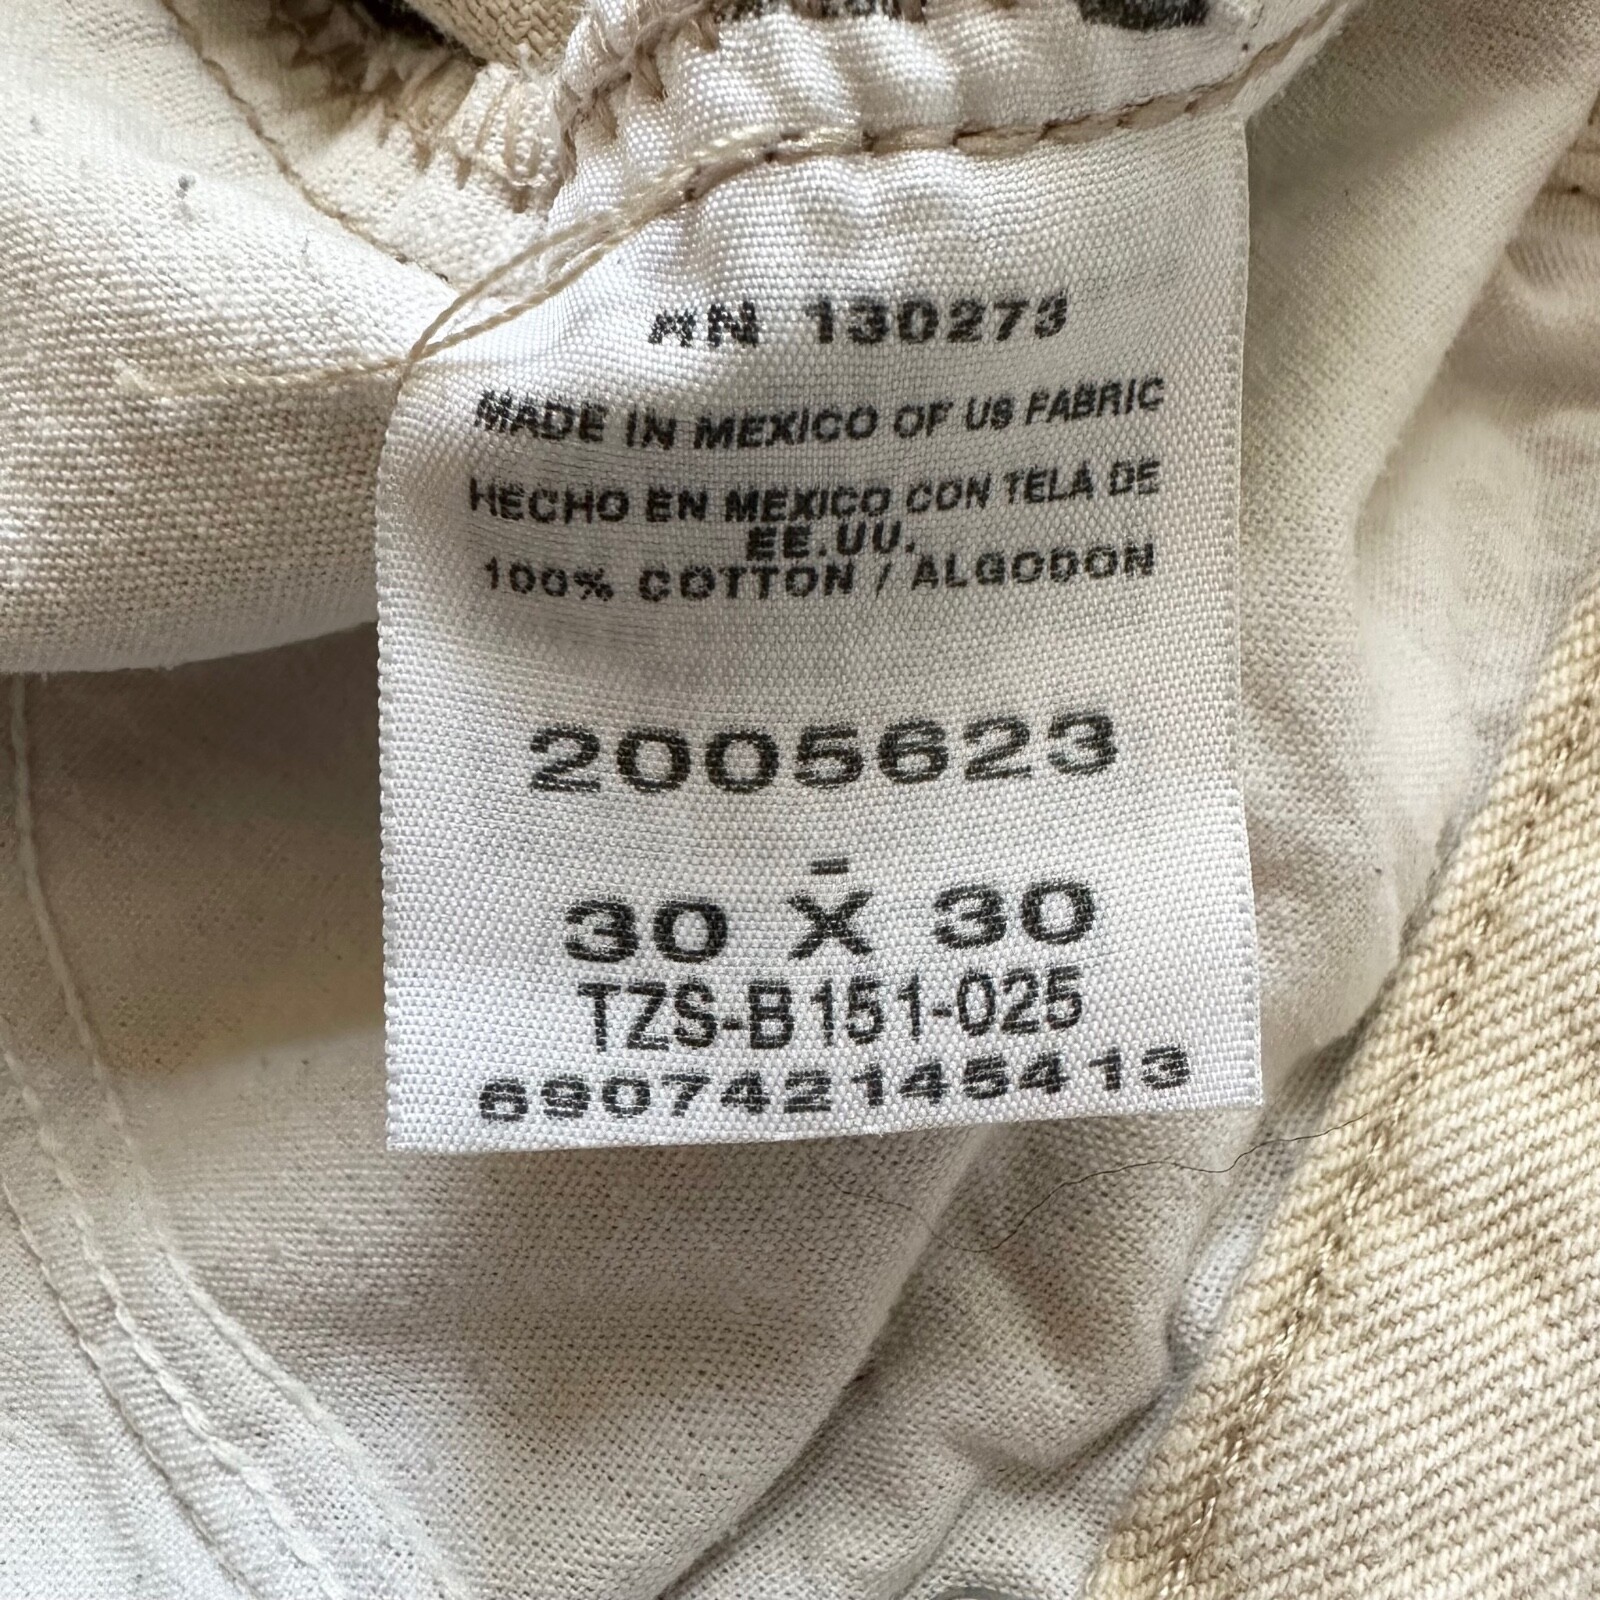 RN 130273
MADE IN MEXICO OF US FABRIC
HECHO EN MEXICO CON TELA DE
EE.UU.
100% COTTON / ALGODON
2005623
-
30 X 30
TZS-B151-025
690742145413